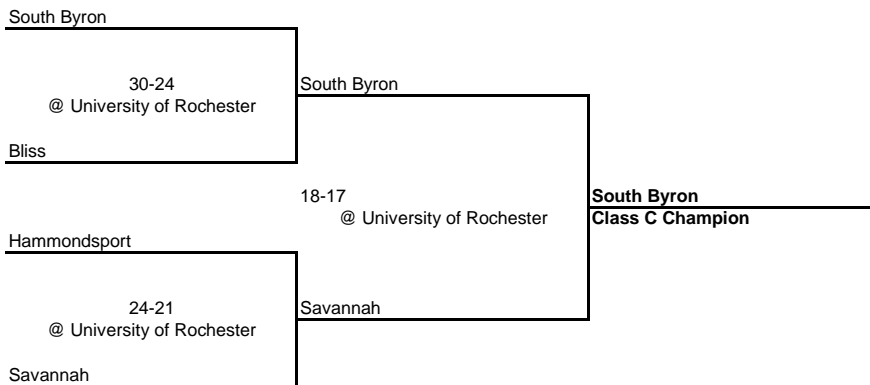 South Byron
30-24
@ University of Rochester
South Byron
Bliss
18-17
@ University of Rochester
South Byron
Class C Champion
Hammondsport
24-21
@ University of Rochester
Savannah
Savannah